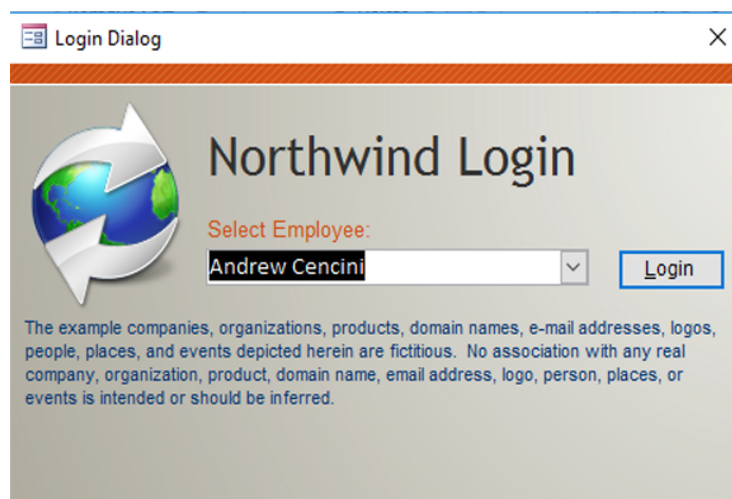 Login Dialog
Northwind Login
Select Employee:
Andrew Cencini
Login
The example companies, organizations, products, domain names, e-mail addresses, logos,
people, places, and events depicted herein are fictitious.  No association with any real
company, organization, product, domain name, email address, logo, person, places, or
events is intended or should be inferred.